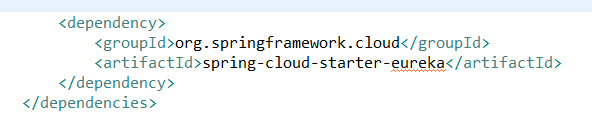 <dependency>
<groupId>org.springframework.cloud</groupId>
<artifactId>spring-cloud-starter-eureka</artifactId>
</dependency>
</dependencies>